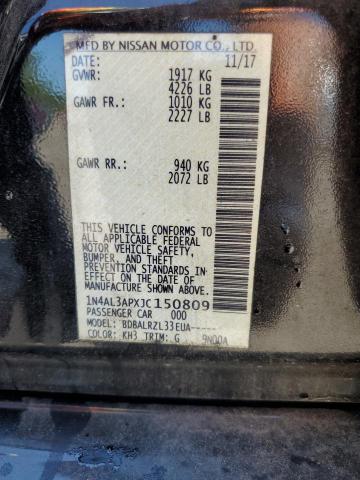 MFD BY NISSAN MOTOR CO., LTD.
DATE: 11/17
GVWR: 1917 KG
4226 LB
GAWR FR.: 1010 KG
2227 LB
GAWR RR.: 940 KG
2072 LB
THIS VEHICLE CONFORMS TO
ALL APPLICABLE FEDERAL
MOTOR VEHICLE SAFETY,
BUMPER, AND THEFT
PREVENTION STANDARDS IN
EFFECT ON THE DATE OF
MANUFACTURE SHOWN ABOVE.
1N4AL3APXJC150809
PASSENGER CAR 000
MODEL: BDBALRZL33EUA-----
COLOR: KH3 TRIM: G 9N00A